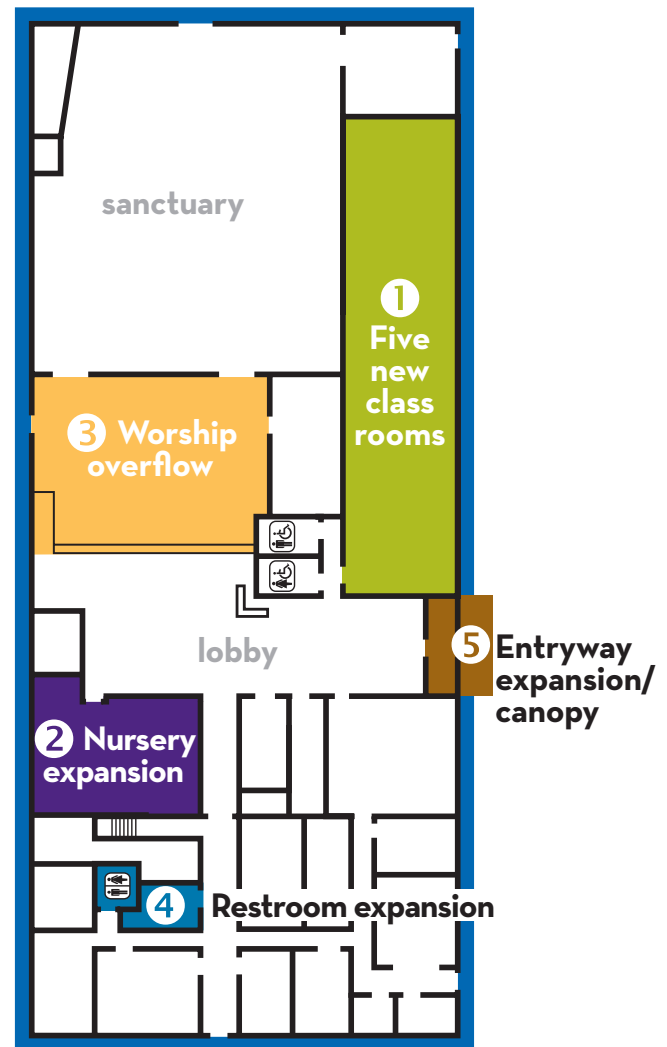 sanctuary
1
Five
new
class
rooms
3 Worship
overflow
lobby
5 Entryway
expansion/
canopy
2 Nursery
expansion
4 Restroom expansion